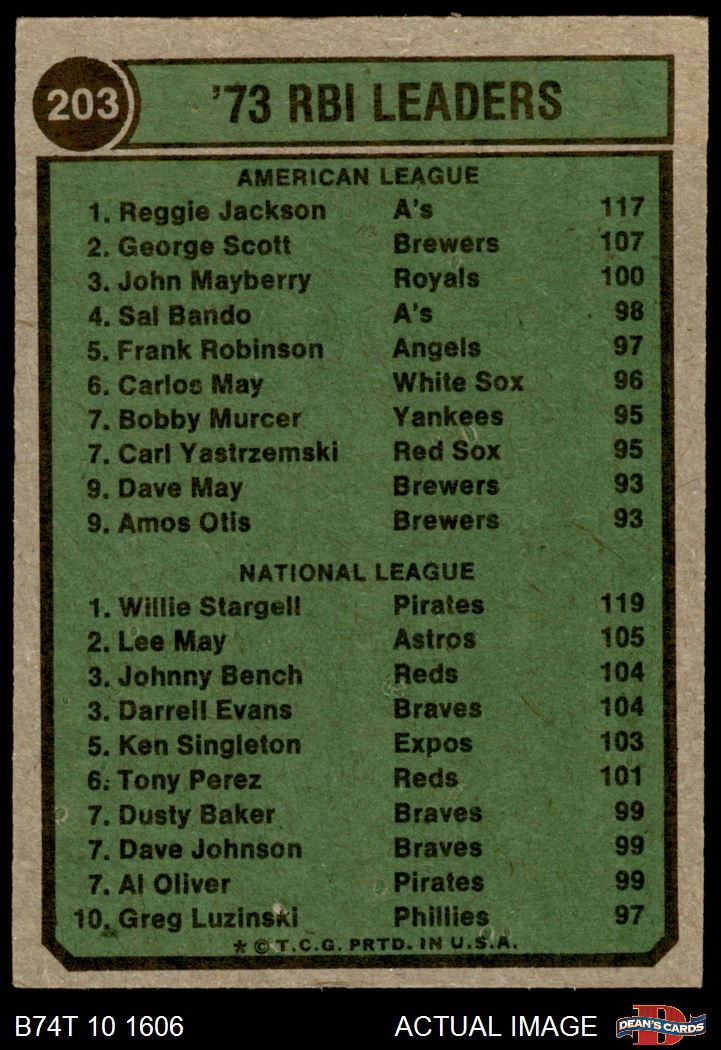 203
'73 RBI LEADERS
AMERICAN LEAGUE
1. Reggie Jackson A's 117
2. George Scott Brewers 107
3. John Mayberry Royals 100
4. Sal Bando A's 98
5. Frank Robinson Angels 97
6. Carlos May White Sox 96
7. Bobby Murcer Yankees 95
7. Carl Yastrzemski Red Sox 95
9. Dave May Brewers 93
9. Amos Otis Brewers 93
NATIONAL LEAGUE
1. Willie Stargell Pirates 119
2. Lee May Astros 105
3. Johnny Bench Reds 104
3. Darrell Evans Braves 104
5. Ken Singleton Expos 103
6. Tony Perez Reds 101
7. Dusty Baker Braves 99
7. Dave Johnson Braves 99
7. Al Oliver Pirates 99
10. Greg Luzinski Phillies 97
* © T.C.G. PRTD. IN U.S.A.
B74T 10 1606 ACTUAL IMAGE D DEAN'S CARDS